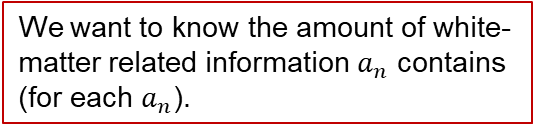 We want to know the amount of white-
matter related information aₙ contains
(for each aₙ).